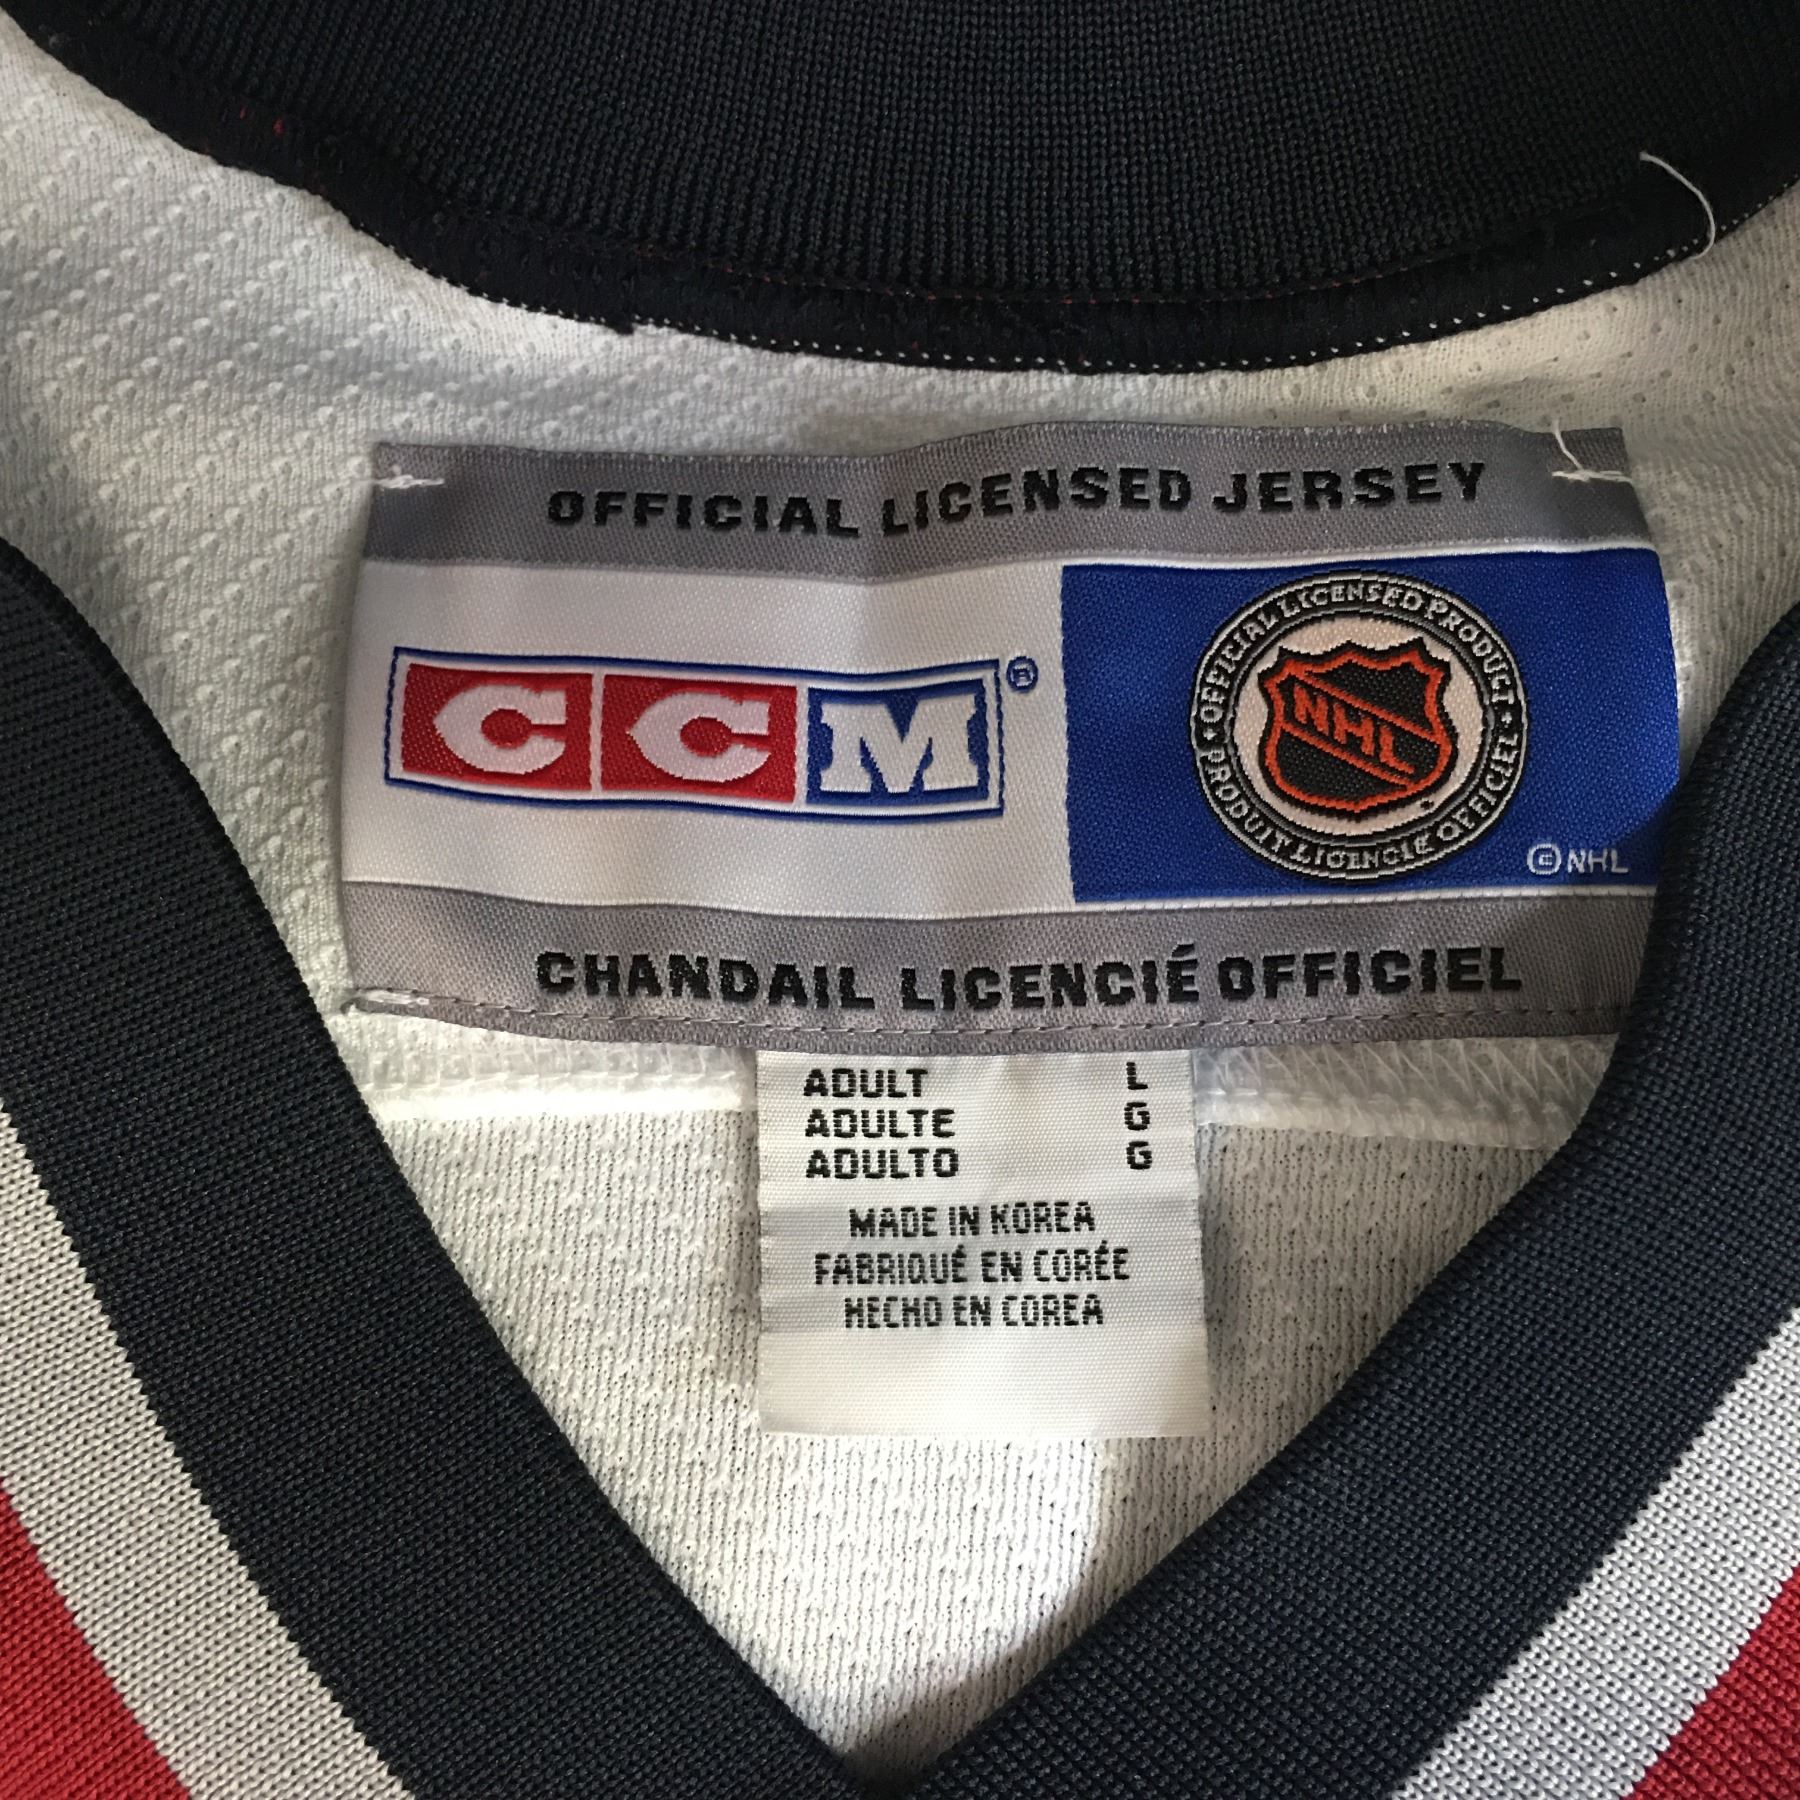 OFFICIAL LICENSED JERSEY
CCM®
OFFICIAL LICENSED PRODUCT
NHL
PRODUIT LICENCIÉ OFFICIEL
©NHL
CHANDAIL LICENCIÉ OFFICIEL
ADULT L
ADULTE G
ADULTO G
MADE IN KOREA
FABRIQUÉ EN CORÉE
HECHO EN COREA